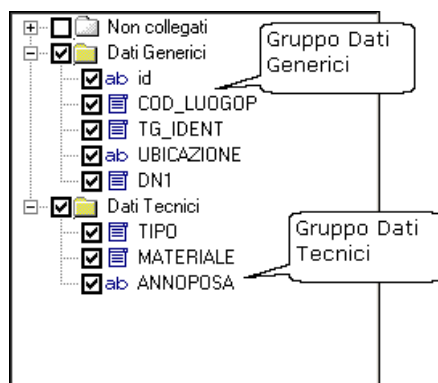 Non collegati
Dati Generici
ab id
COD_LUOGOP
TG_IDENT
ab UBICAZIONE
DN1
Dati Tecnici
TIPO
MATERIALE
ab ANNOPOSA
Gruppo Dati
Generici
Gruppo Dati
Tecnici